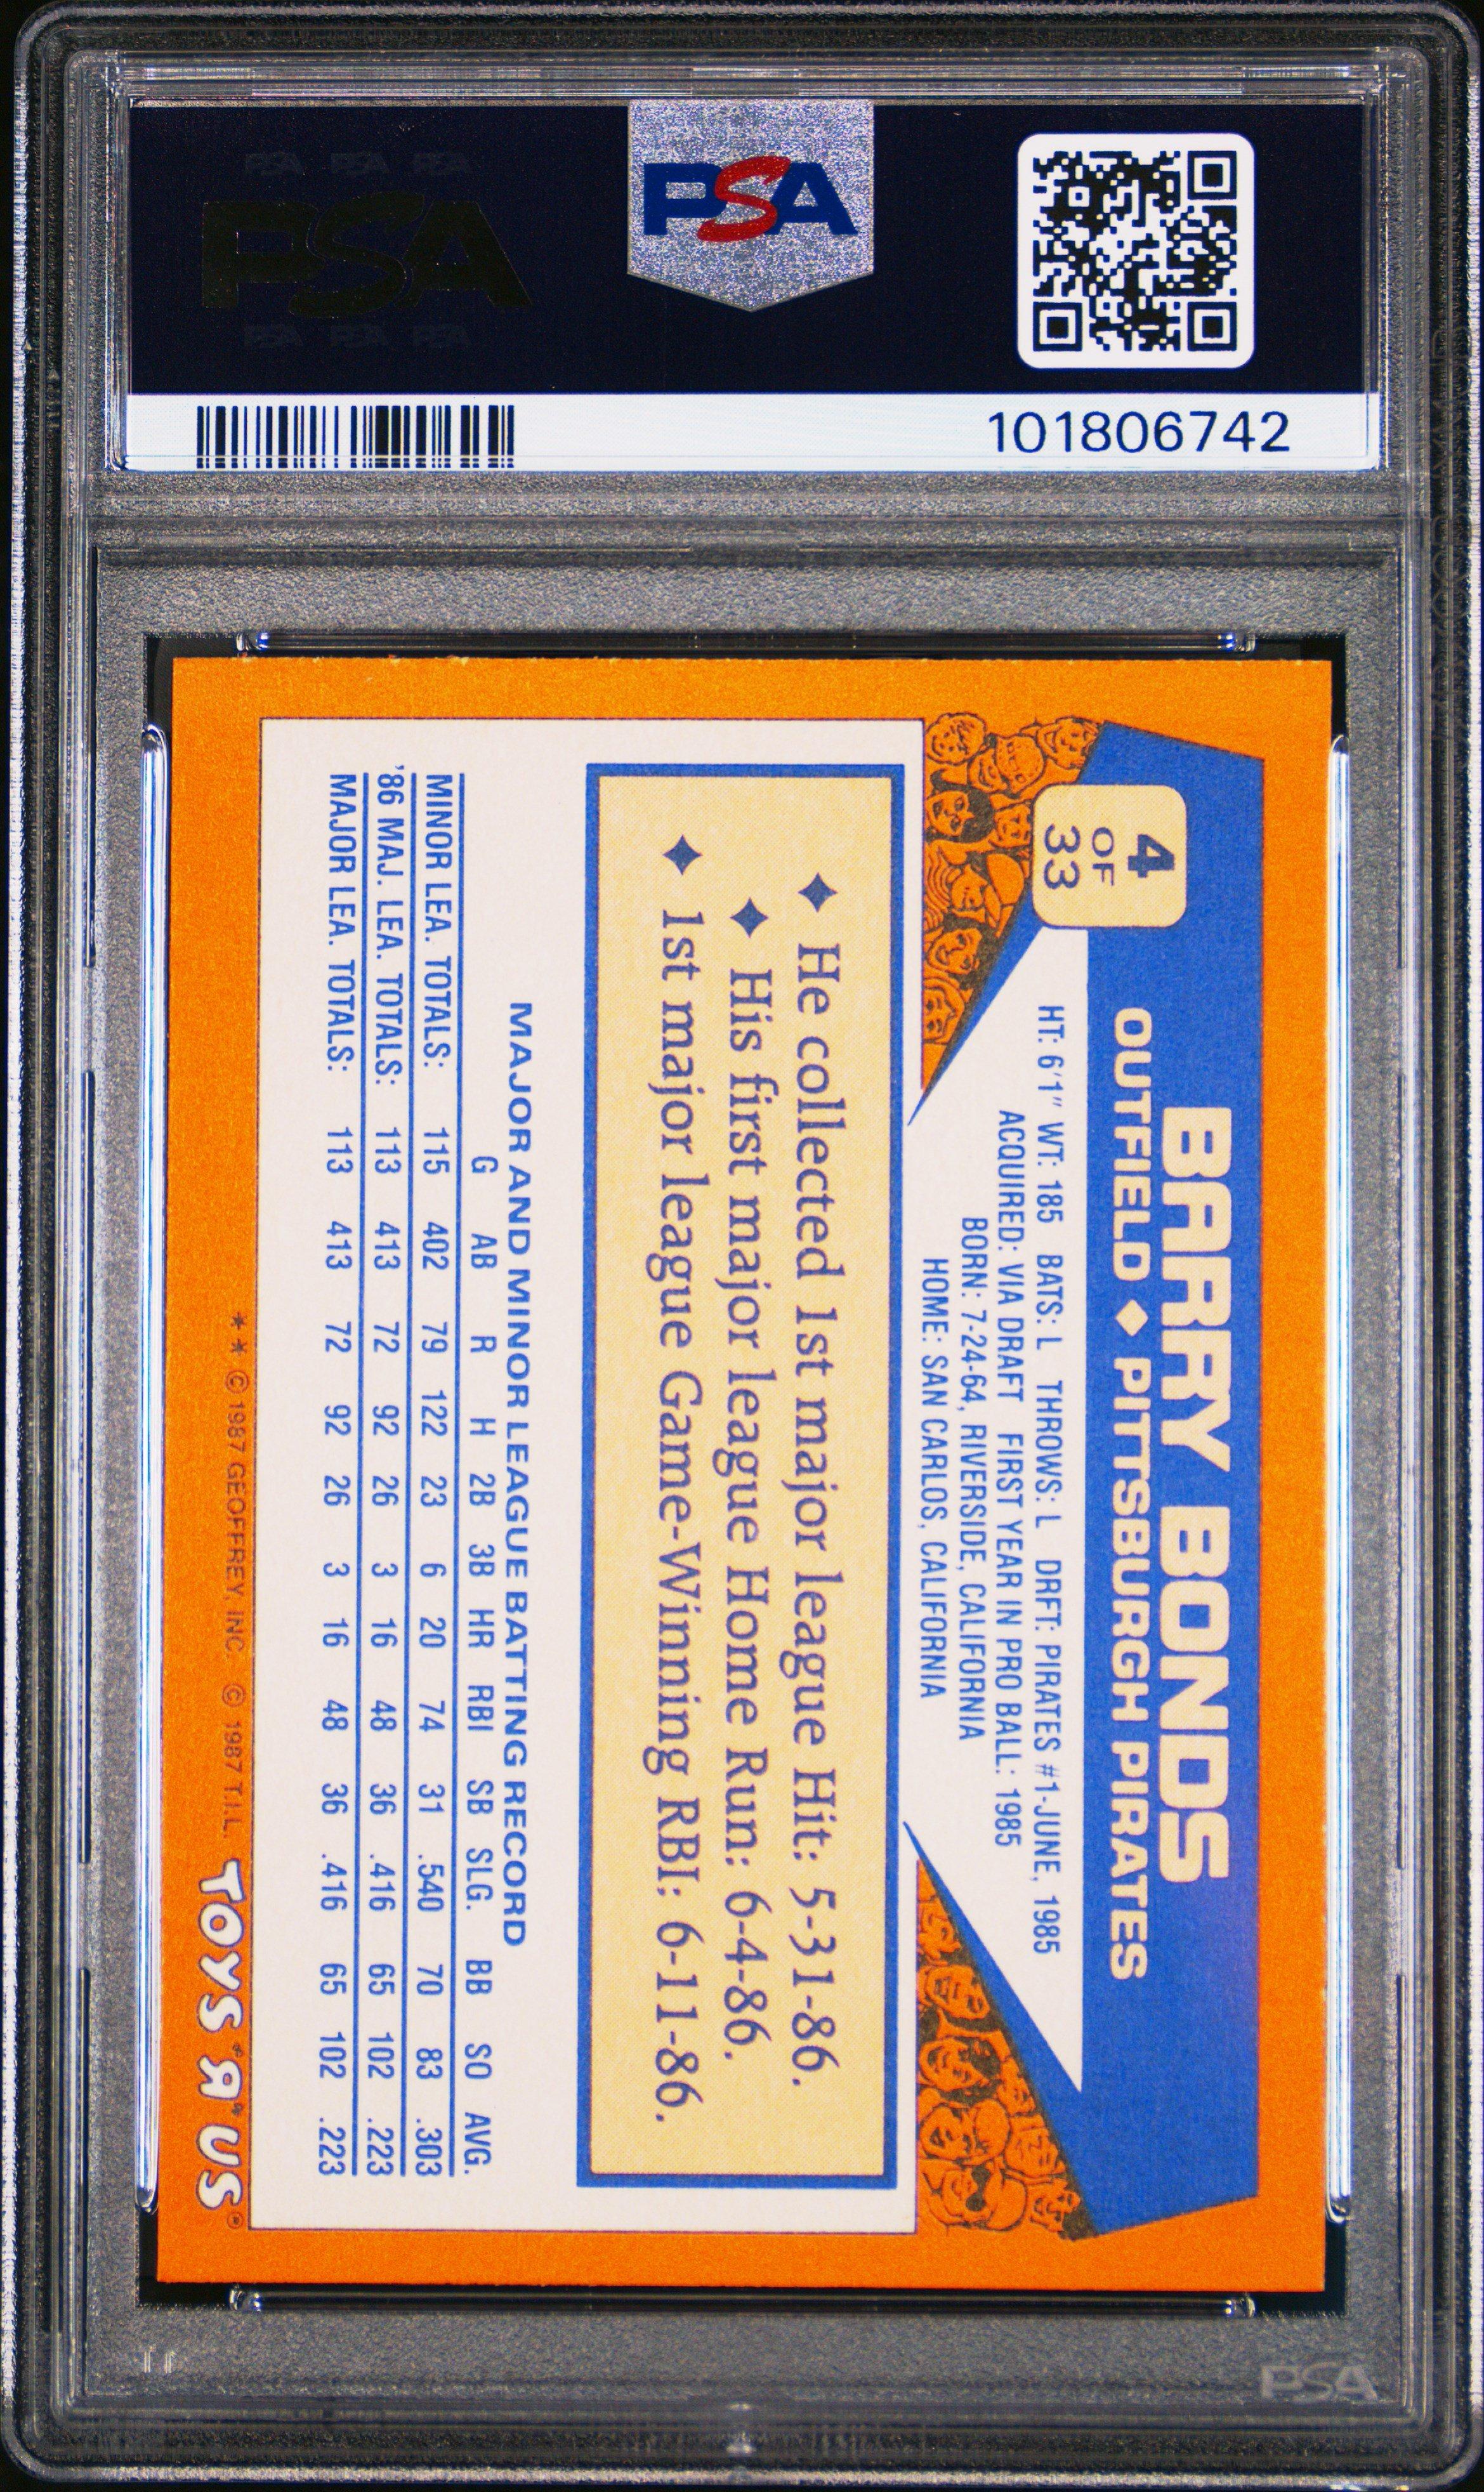 PSA PSA PSA
PSA
PSA PSA PSA
PSA
101806742
4
OF
33
BARRY BONDS
OUTFIELD ♦ PITTSBURGH PIRATES
HT: 6'1" WT: 185 BATS: L THROWS: L DRFT: PIRATES #1-JUNE, 1985
ACQUIRED: VIA DRAFT FIRST YEAR IN PRO BALL: 1985
BORN: 7-24-64, RIVERSIDE, CALIFORNIA
HOME: SAN CARLOS, CALIFORNIA
✦ He collected 1st major league Hit: 5-31-86.
✦ His first major league Home Run: 6-4-86.
✦ 1st major league Game-Winning RBI: 6-11-86.
MAJOR AND MINOR LEAGUE BATTING RECORD
G AB R H 2B 3B HR RBI SB SLG. BB SO AVG.
MINOR LEA. TOTALS: 115 402 79 122 23 6 20 74 31 .540 70 83 .303
'86 MAJ. LEA. TOTALS: 113 413 72 92 26 3 16 48 36 .416 65 102 .223
MAJOR LEA. TOTALS: 113 413 72 92 26 3 16 48 36 .416 65 102 .223
** © 1987 GEOFFREY, INC. © 1987 T.I.L. TOYS "R" US®
PSA